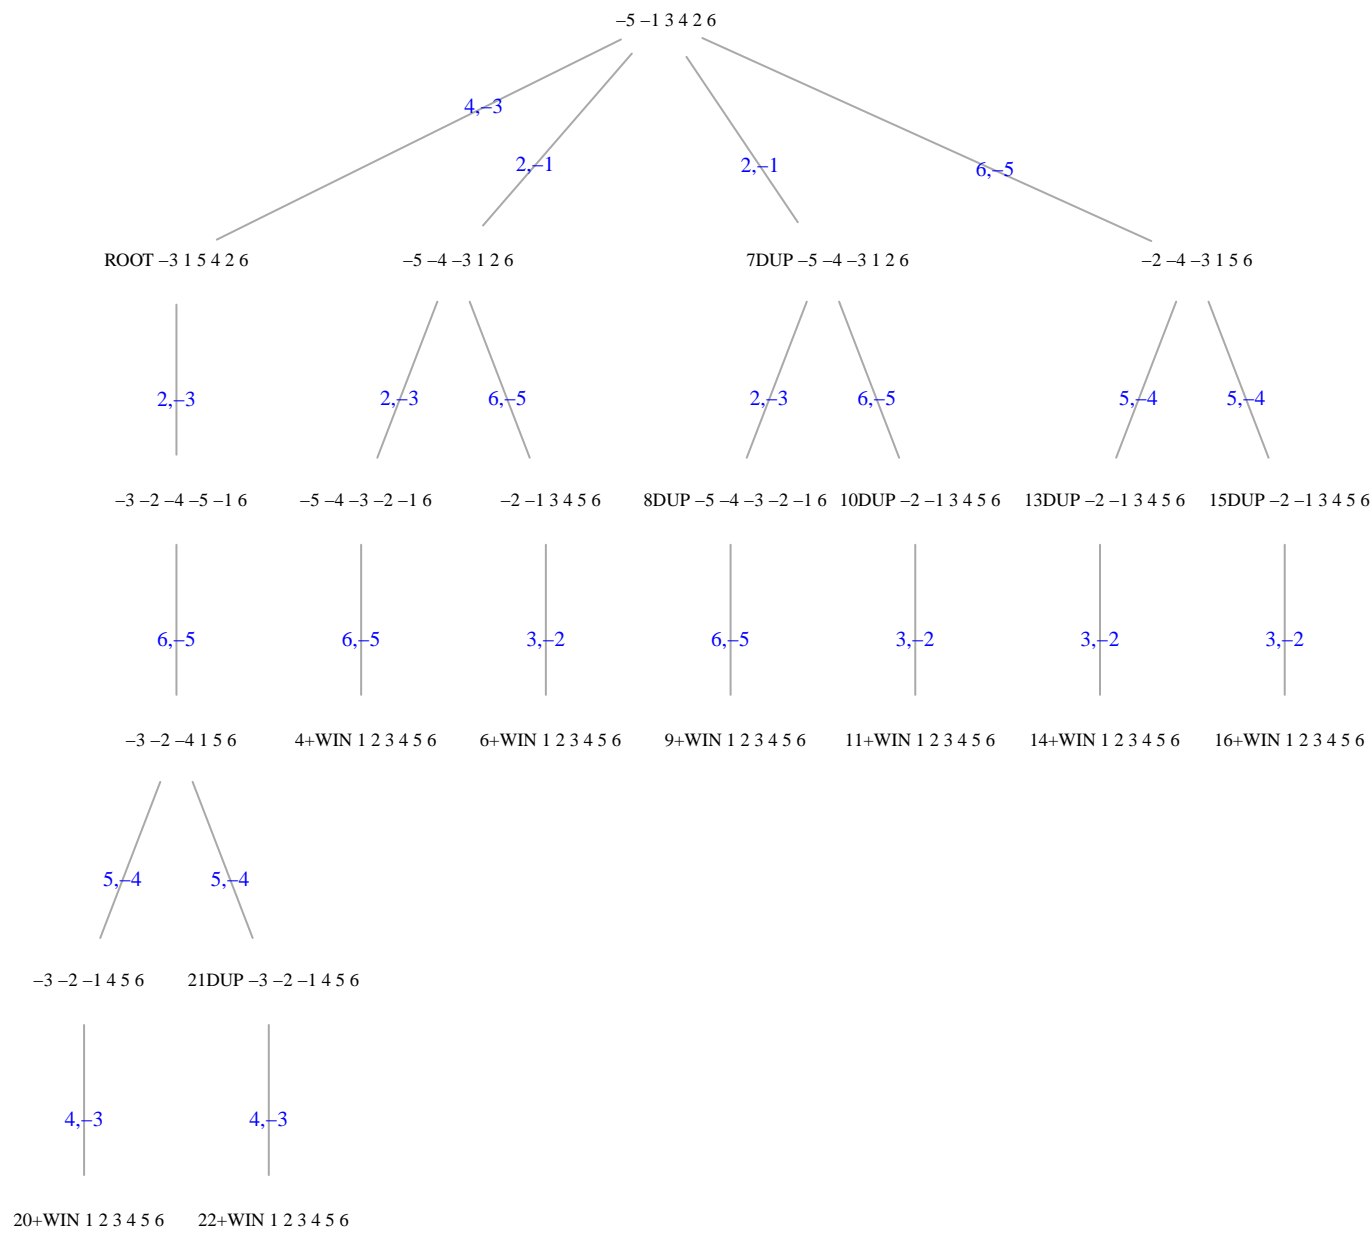 –5 –1 3 4 2 6
4,–3
2,–1
2,–1
6,–5
ROOT –3 1 5 4 2 6
–5 –4 –3 1 2 6
7DUP –5 –4 –3 1 2 6
–2 –4 –3 1 5 6
2,–3
2,–3
6,–5
2,–3
6,–5
5,–4
5,–4
–3 –2 –4 –5 –1 6
–5 –4 –3 –2 –1 6
–2 –1 3 4 5 6
8DUP –5 –4 –3 –2 –1 6
10DUP –2 –1 3 4 5 6
13DUP –2 –1 3 4 5 6
15DUP –2 –1 3 4 5 6
6,–5
6,–5
3,–2
6,–5
3,–2
3,–2
3,–2
–3 –2 –4 1 5 6
4+WIN 1 2 3 4 5 6
6+WIN 1 2 3 4 5 6
9+WIN 1 2 3 4 5 6
11+WIN 1 2 3 4 5 6
14+WIN 1 2 3 4 5 6
16+WIN 1 2 3 4 5 6
5,–4
5,–4
–3 –2 –1 4 5 6
21DUP –3 –2 –1 4 5 6
4,–3
4,–3
20+WIN 1 2 3 4 5 6
22+WIN 1 2 3 4 5 6